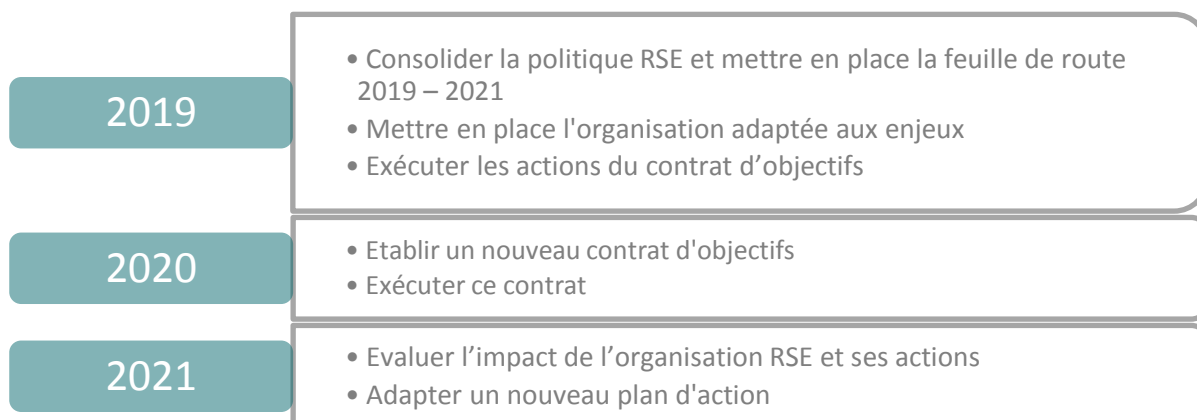 2019
• Consolider la politique RSE et mettre en place la feuille de route
2019 – 2021
• Mettre en place l'organisation adaptée aux enjeux
• Exécuter les actions du contrat d’objectifs
2020
• Etablir un nouveau contrat d'objectifs
• Exécuter ce contrat
2021
• Evaluer l’impact de l’organisation RSE et ses actions
• Adapter un nouveau plan d'action